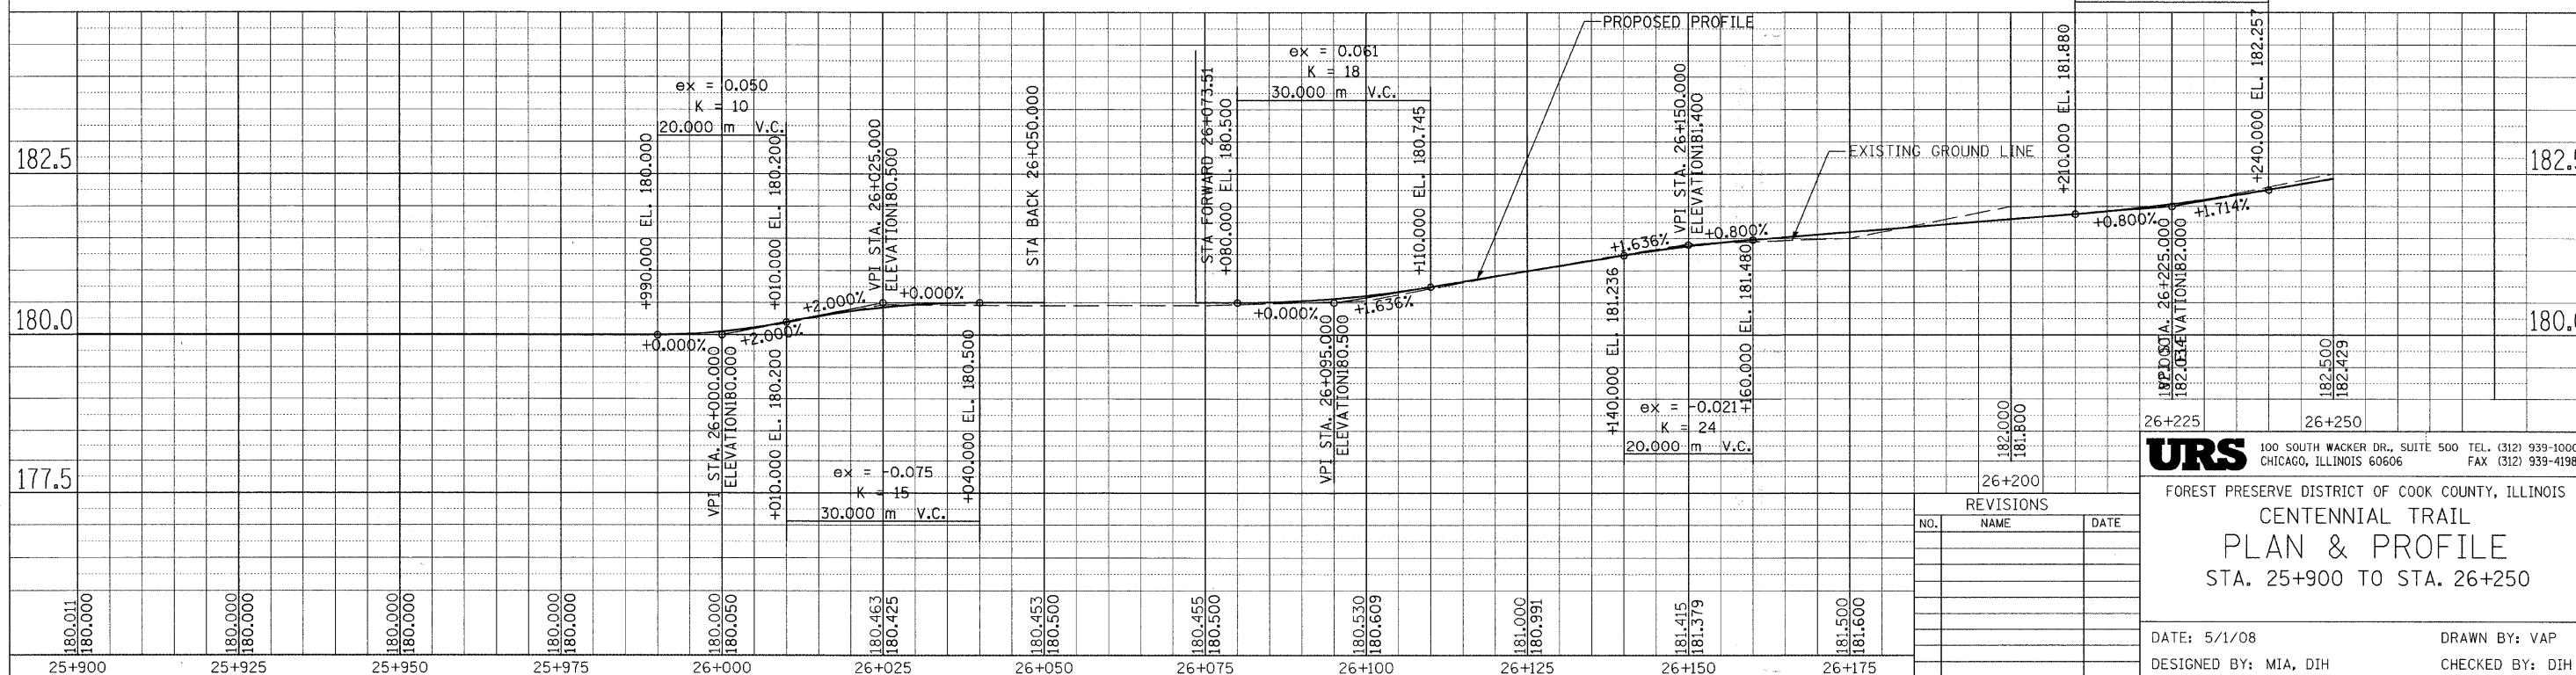 PROPOSED PROFILE
EXISTING GROUND LINE
182.5
180.0
177.5
182.5
180.0
ex = 0.050
K = 10
20.000 m V.C.
+990.000 EL. 180.000
+010.000 EL. 180.200
VPI STA. 26+000.000
ELEVATION180.000
+0.000%
+2.000%
+2.000%
+0.000%
VPI STA. 26+025.000
ELEVATION180.500
+010.000 EL. 180.200
+040.000 EL. 180.500
ex = -0.075
K = 15
30.000 m V.C.
STA BACK 26+050.000
STA FORWARD 26+073.51
+080.000 EL. 180.500
ex = 0.061
K = 18
30.000 m V.C.
+110.000 EL. 180.745
+0.000%
+1.636%
VPI STA. 26+095.000
ELEVATION180.500
+1.636%
+0.800%
VPI STA. 26+150.000
ELEVATION181.400
+140.000 EL. 181.236
+160.000 EL. 181.480
ex = -0.021
K = 24
20.000 m V.C.
+210.000 EL. 181.880
+240.000 EL. 182.257
+0.800%
+1.714%
VPI STA. 26+225.000
ELEVATION182.000
182.034
182.500
182.429
26+225
26+250
182.000
181.800
26+200
180.011
180.000
180.000
180.000
180.000
180.000
180.000
180.000
180.000
180.050
180.463
180.425
180.453
180.500
180.455
180.500
180.530
180.609
181.000
180.991
181.415
181.379
181.500
181.600
25+900
25+925
25+950
25+975
26+000
26+025
26+050
26+075
26+100
26+125
26+150
26+175
REVISIONS
NO. NAME DATE
URS
100 SOUTH WACKER DR., SUITE 500 TEL. (312) 939-1000
CHICAGO, ILLINOIS 60606 FAX (312) 939-4198
FOREST PRESERVE DISTRICT OF COOK COUNTY, ILLINOIS
CENTENNIAL TRAIL
PLAN & PROFILE
STA. 25+900 TO STA. 26+250
DATE: 5/1/08 DRAWN BY: VAP
DESIGNED BY: MIA, DIH CHECKED BY: DIH